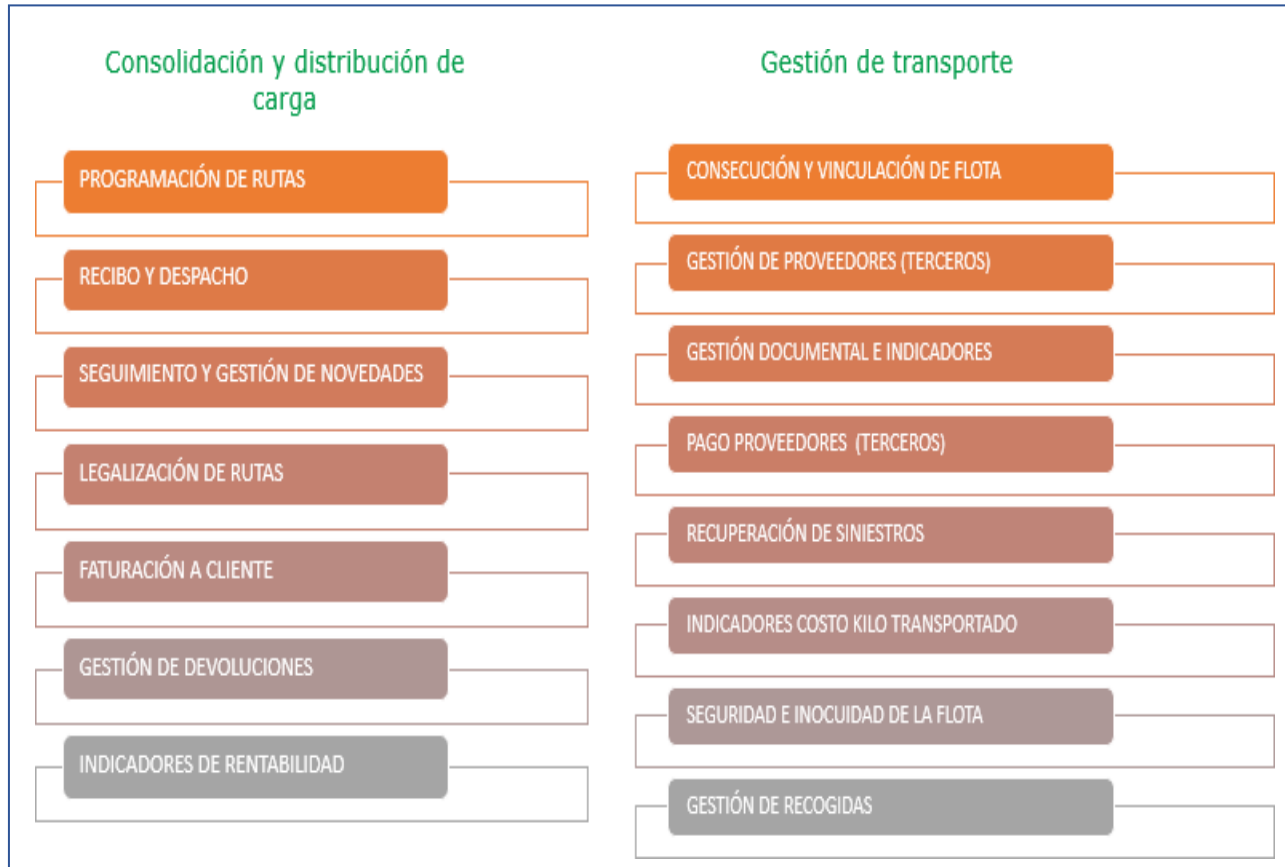 Consolidación y distribución de
carga
PROGRAMACIÓN DE RUTAS
RECIBO Y DESPACHO
SEGUIMIENTO Y GESTIÓN DE NOVEDADES
LEGALIZACIÓN DE RUTAS
FATURACIÓN A CLIENTE
GESTIÓN DE DEVOLUCIONES
INDICADORES DE RENTABILIDAD
Gestión de transporte
CONSECUCIÓN Y VINCULACIÓN DE FLOTA
GESTIÓN DE PROVEEDORES (TERCEROS)
GESTIÓN DOCUMENTAL E INDICADORES
PAGO PROVEEDORES (TERCEROS)
RECUPERACIÓN DE SINIESTROS
INDICADORES COSTO KILO TRANSPORTADO
SEGURIDAD E INOCUIDAD DE LA FLOTA
GESTIÓN DE RECOGIDAS